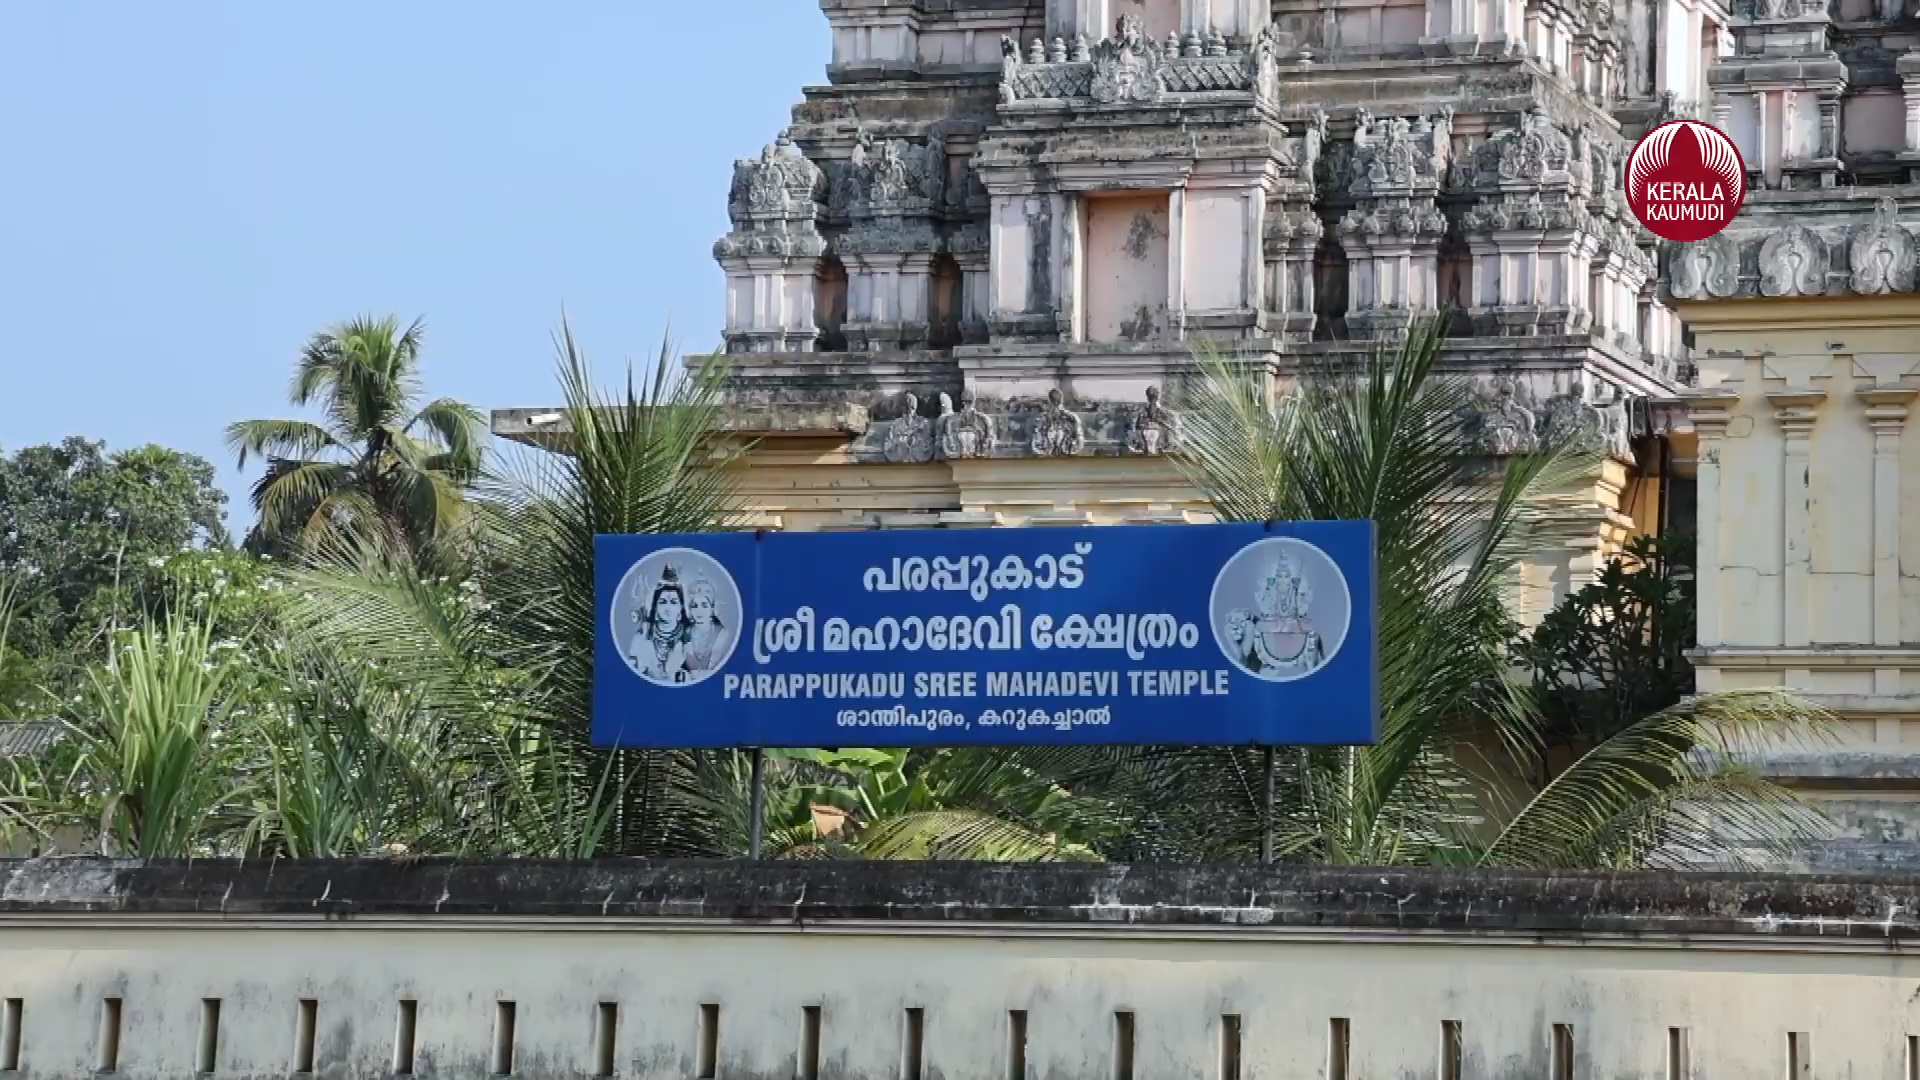 KERALA
KAUMUDI
പരപ്പുകാട്
ശ്രീ മഹാദേവി ക്ഷേത്രം
PARAPPUKADU SREE MAHADEVI TEMPLE
ശാന്തിപുരം, കറുകച്ചാൽ